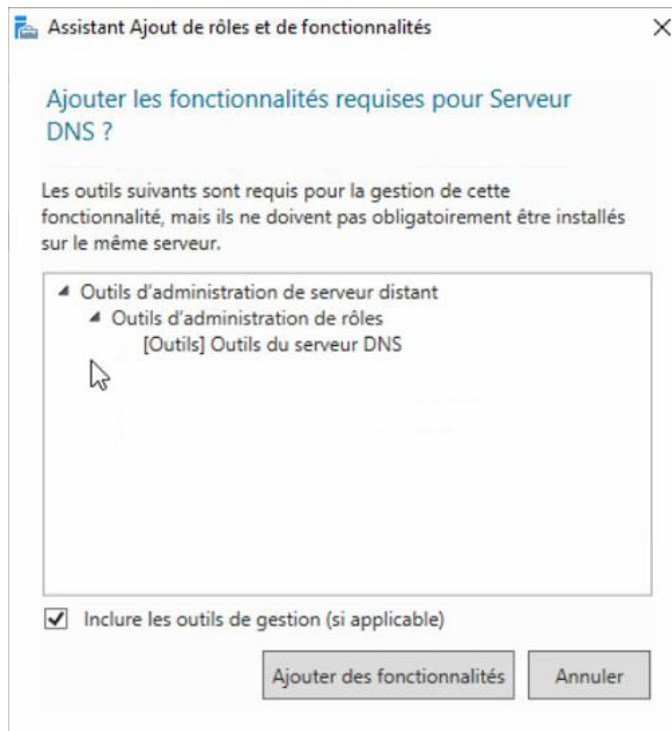 Assistant Ajout de rôles et de fonctionnalités
Ajouter les fonctionnalités requises pour Serveur
DNS ?
Les outils suivants sont requis pour la gestion de cette
fonctionnalité, mais ils ne doivent pas obligatoirement être installés
sur le même serveur.
Outils d'administration de serveur distant
Outils d'administration de rôles
[Outils] Outils du serveur DNS
Inclure les outils de gestion (si applicable)
Ajouter des fonctionnalités Annuler